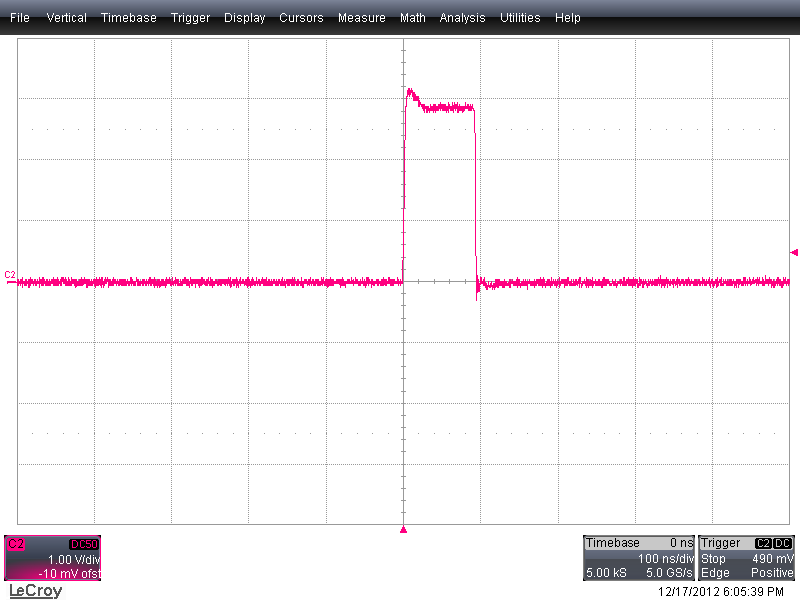 File Vertical Timebase Trigger Display Cursors Measure Math Analysis Utilities Help
C2
C2 DC50
1.00 V/div
-10 mV ofst
Timebase 0 ns
100 ns/div
5.00 kS 5.0 GS/s
Trigger C2 DC
Stop 490 mV
Edge Positive
LeCroy
12/17/2012 6:05:39 PM